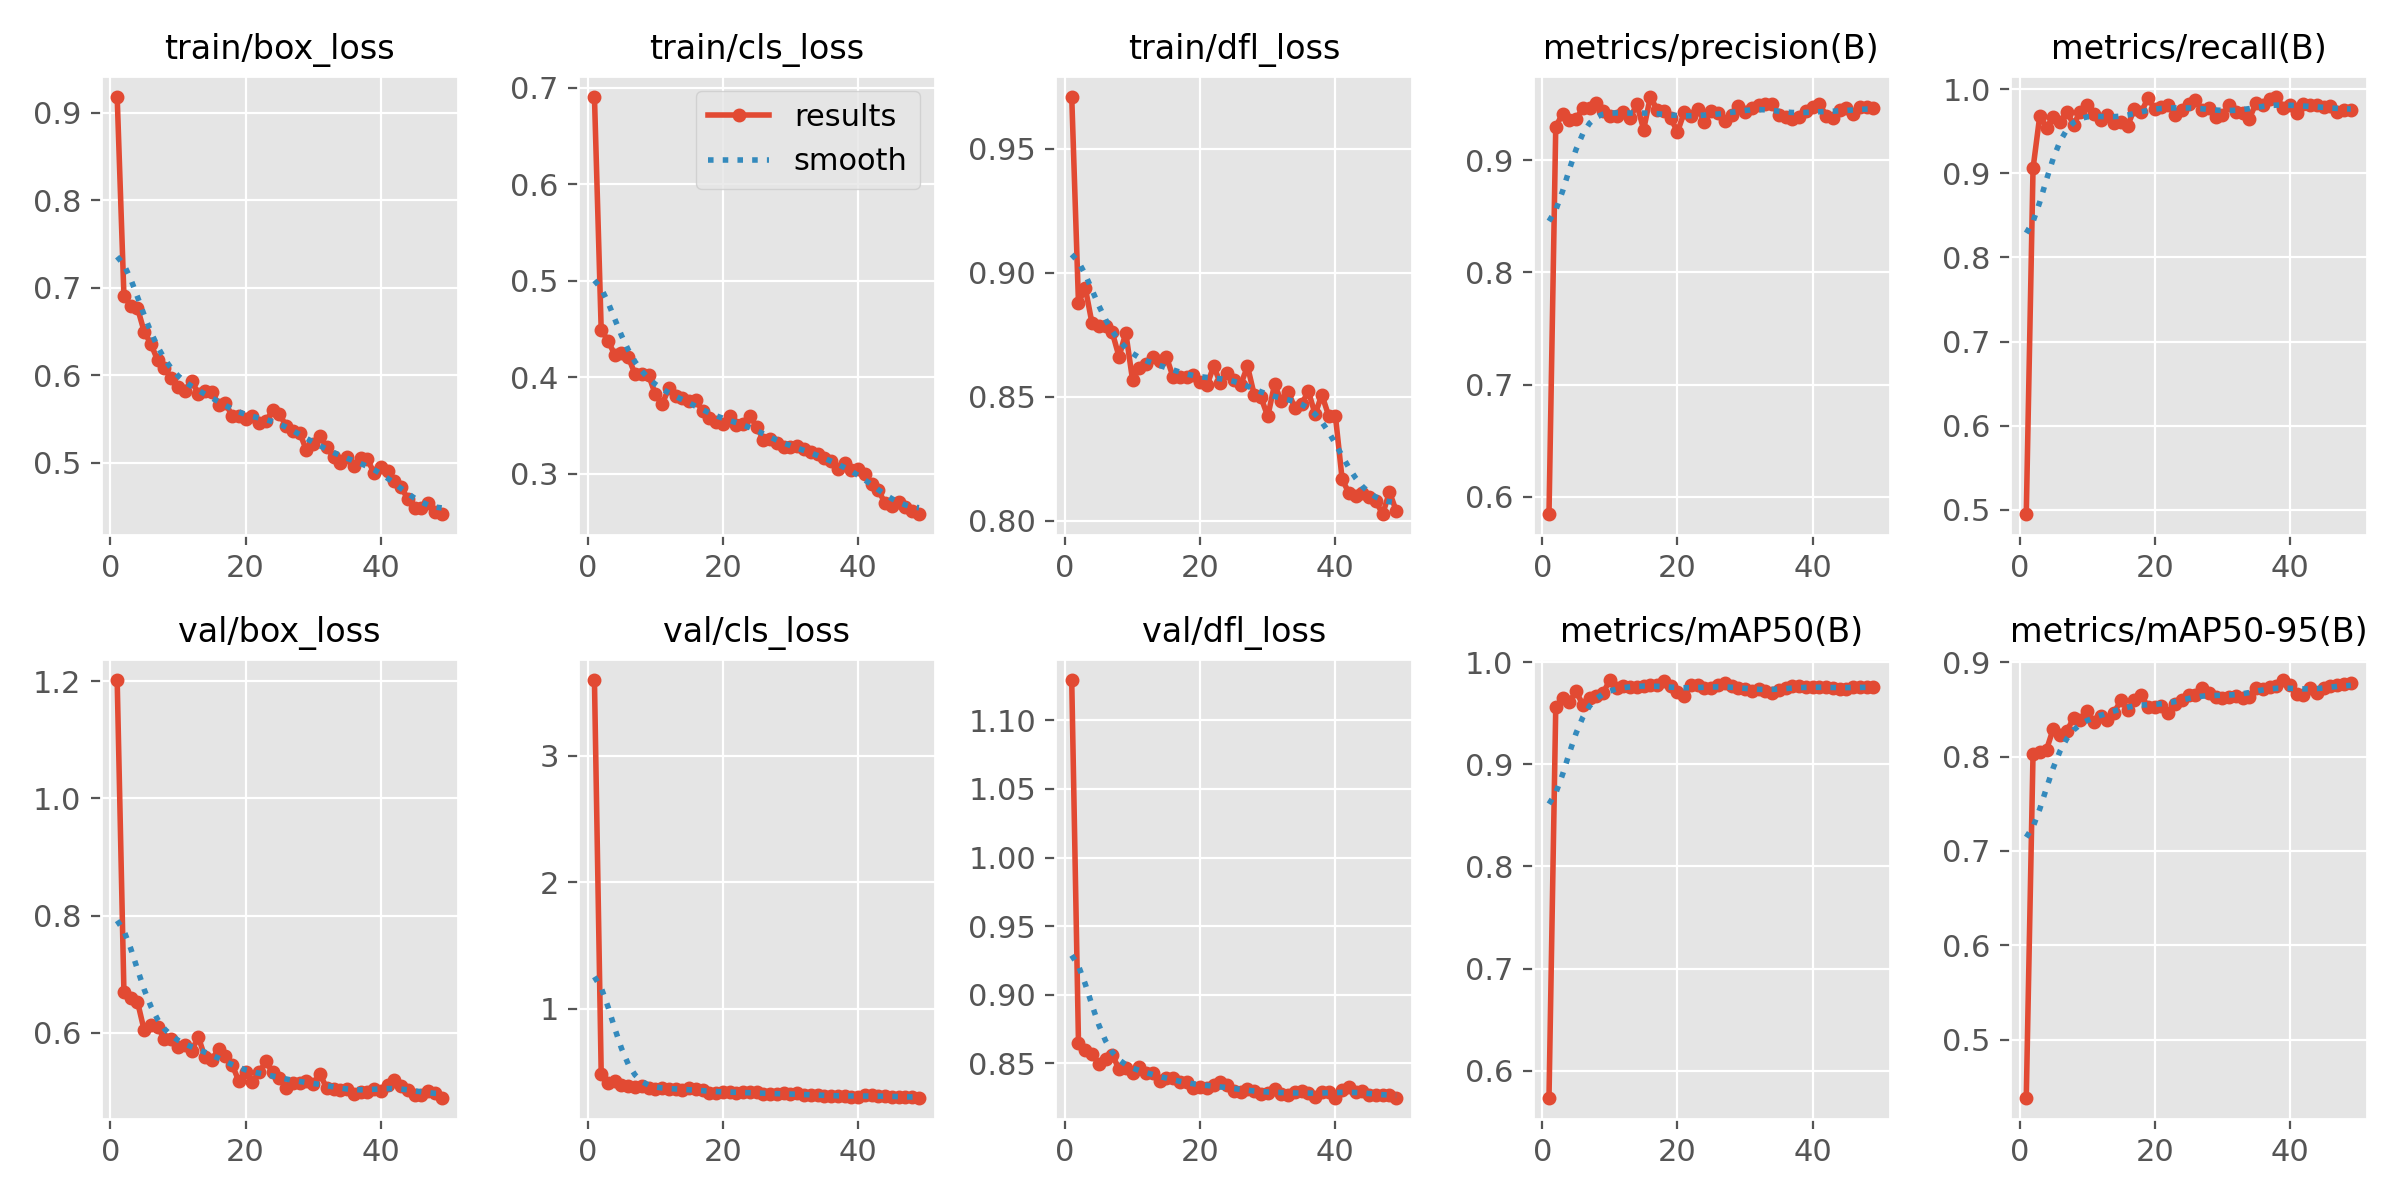 train/box_loss
train/cls_loss
train/dfl_loss
metrics/precision(B)
metrics/recall(B)
0.9
0.8
0.7
0.6
0.5
0 20 40
0.7
0.6
0.5
0.4
0.3
results
smooth
0 20 40
0.95
0.90
0.85
0.80
0 20 40
0.9
0.8
0.7
0.6
0 20 40
1.0
0.9
0.8
0.7
0.6
0.5
0 20 40
val/box_loss
val/cls_loss
val/dfl_loss
metrics/mAP50(B)
metrics/mAP50-95(B)
1.2
1.0
0.8
0.6
0 20 40
3
2
1
0 20 40
1.10
1.05
1.00
0.95
0.90
0.85
0 20 40
1.0
0.9
0.8
0.7
0.6
0 20 40
0.9
0.8
0.7
0.6
0.5
0 20 40